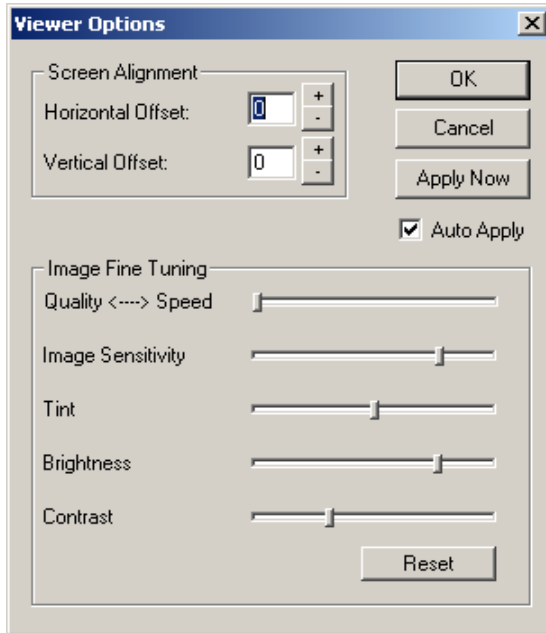 Viewer Options
Screen Alignment
Horizontal Offset: 0 + -
OK
Cancel
Vertical Offset: 0 + -
Apply Now
Auto Apply
Image Fine Tuning
Quality <----> Speed
Image Sensitivity
Tint
Brightness
Contrast
Reset